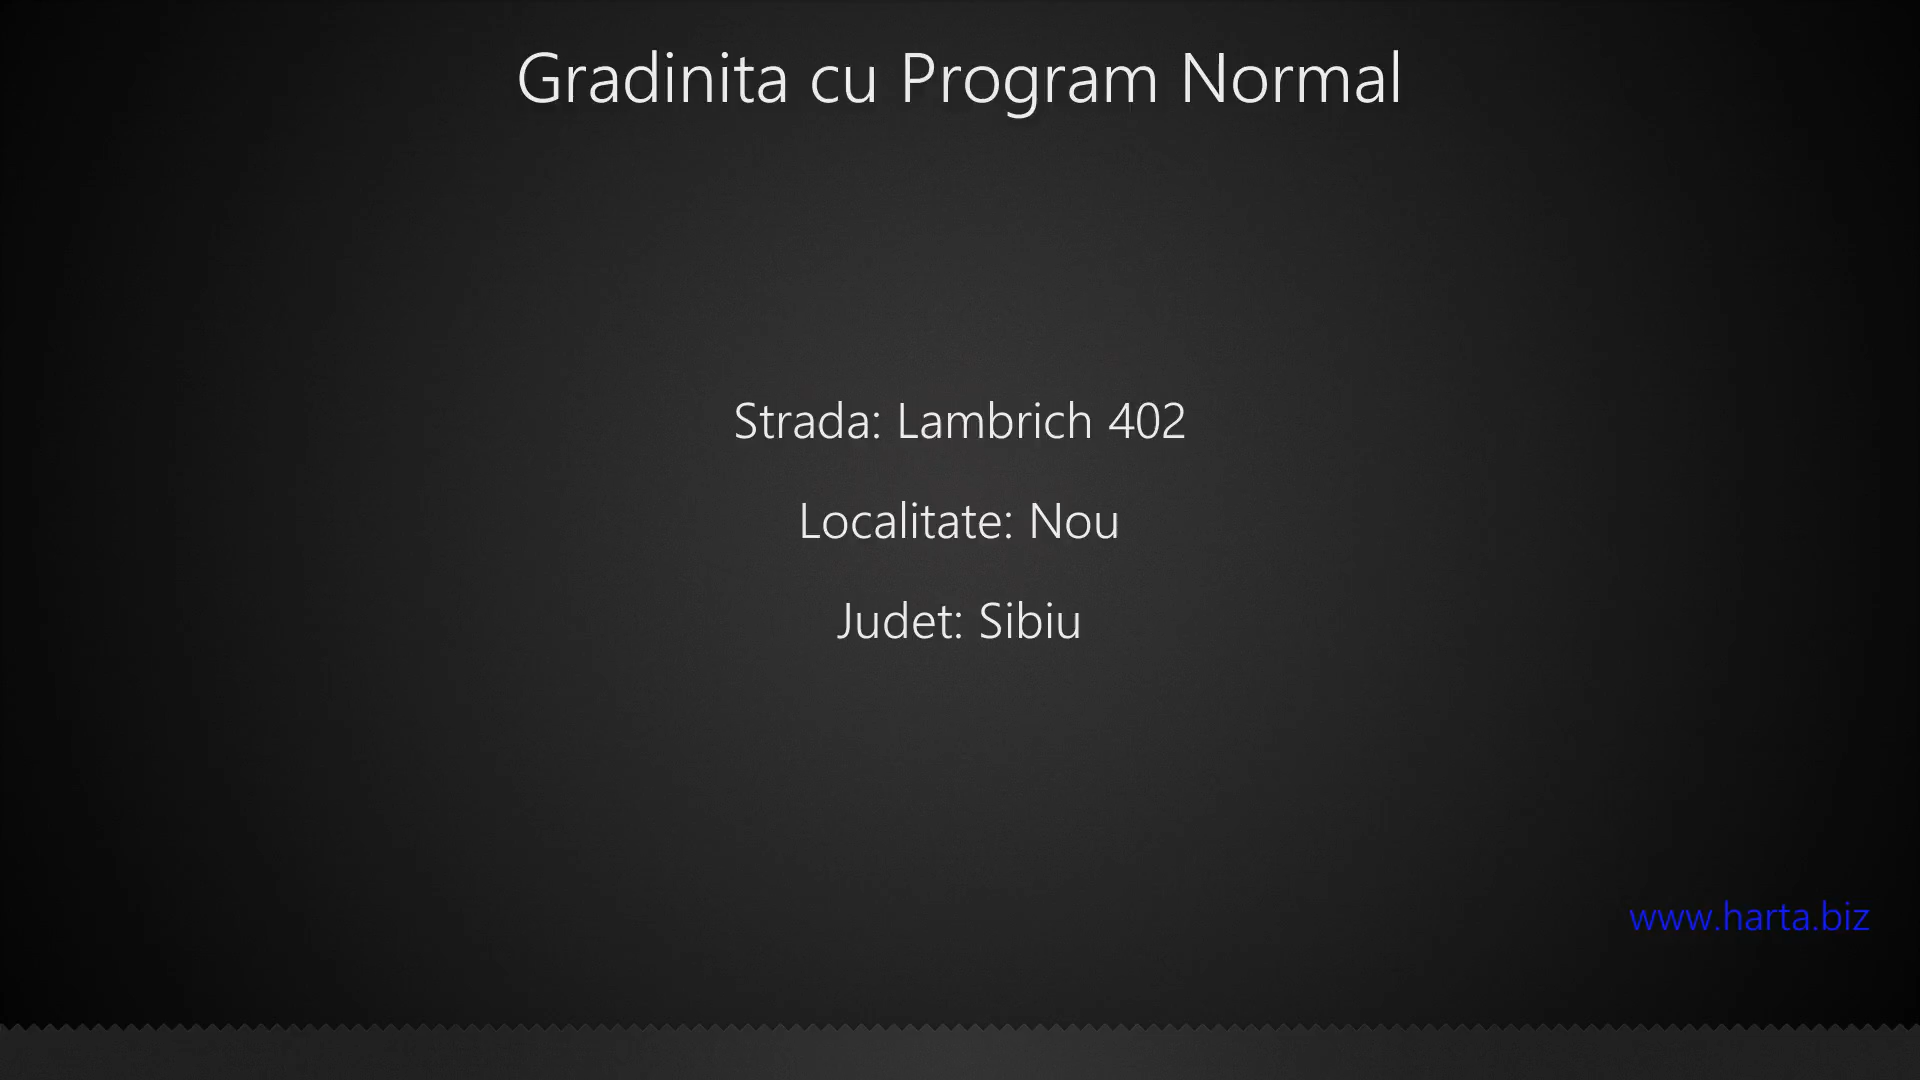 Gradinita cu Program Normal
Strada: Lambrich 402
Localitate: Nou
Judet: Sibiu
www.harta.biz